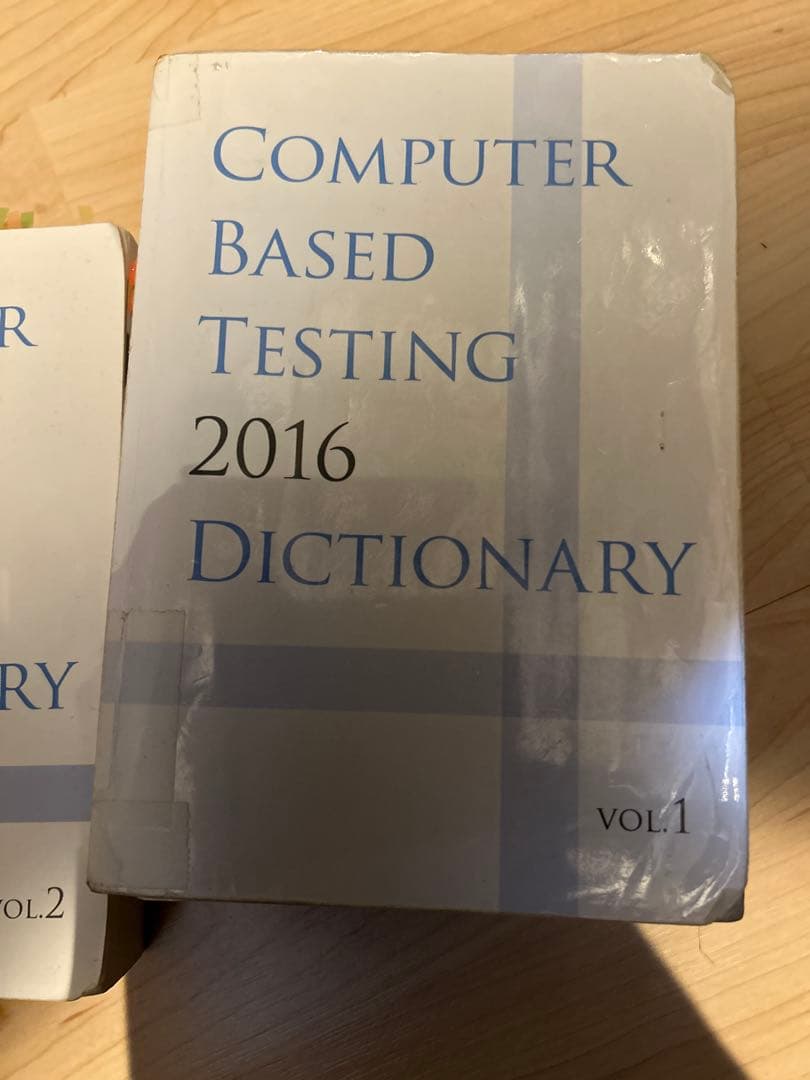 COMPUTER
BASED
TESTING
2016
DICTIONARY
VOL.1
R
RY
VOL.2